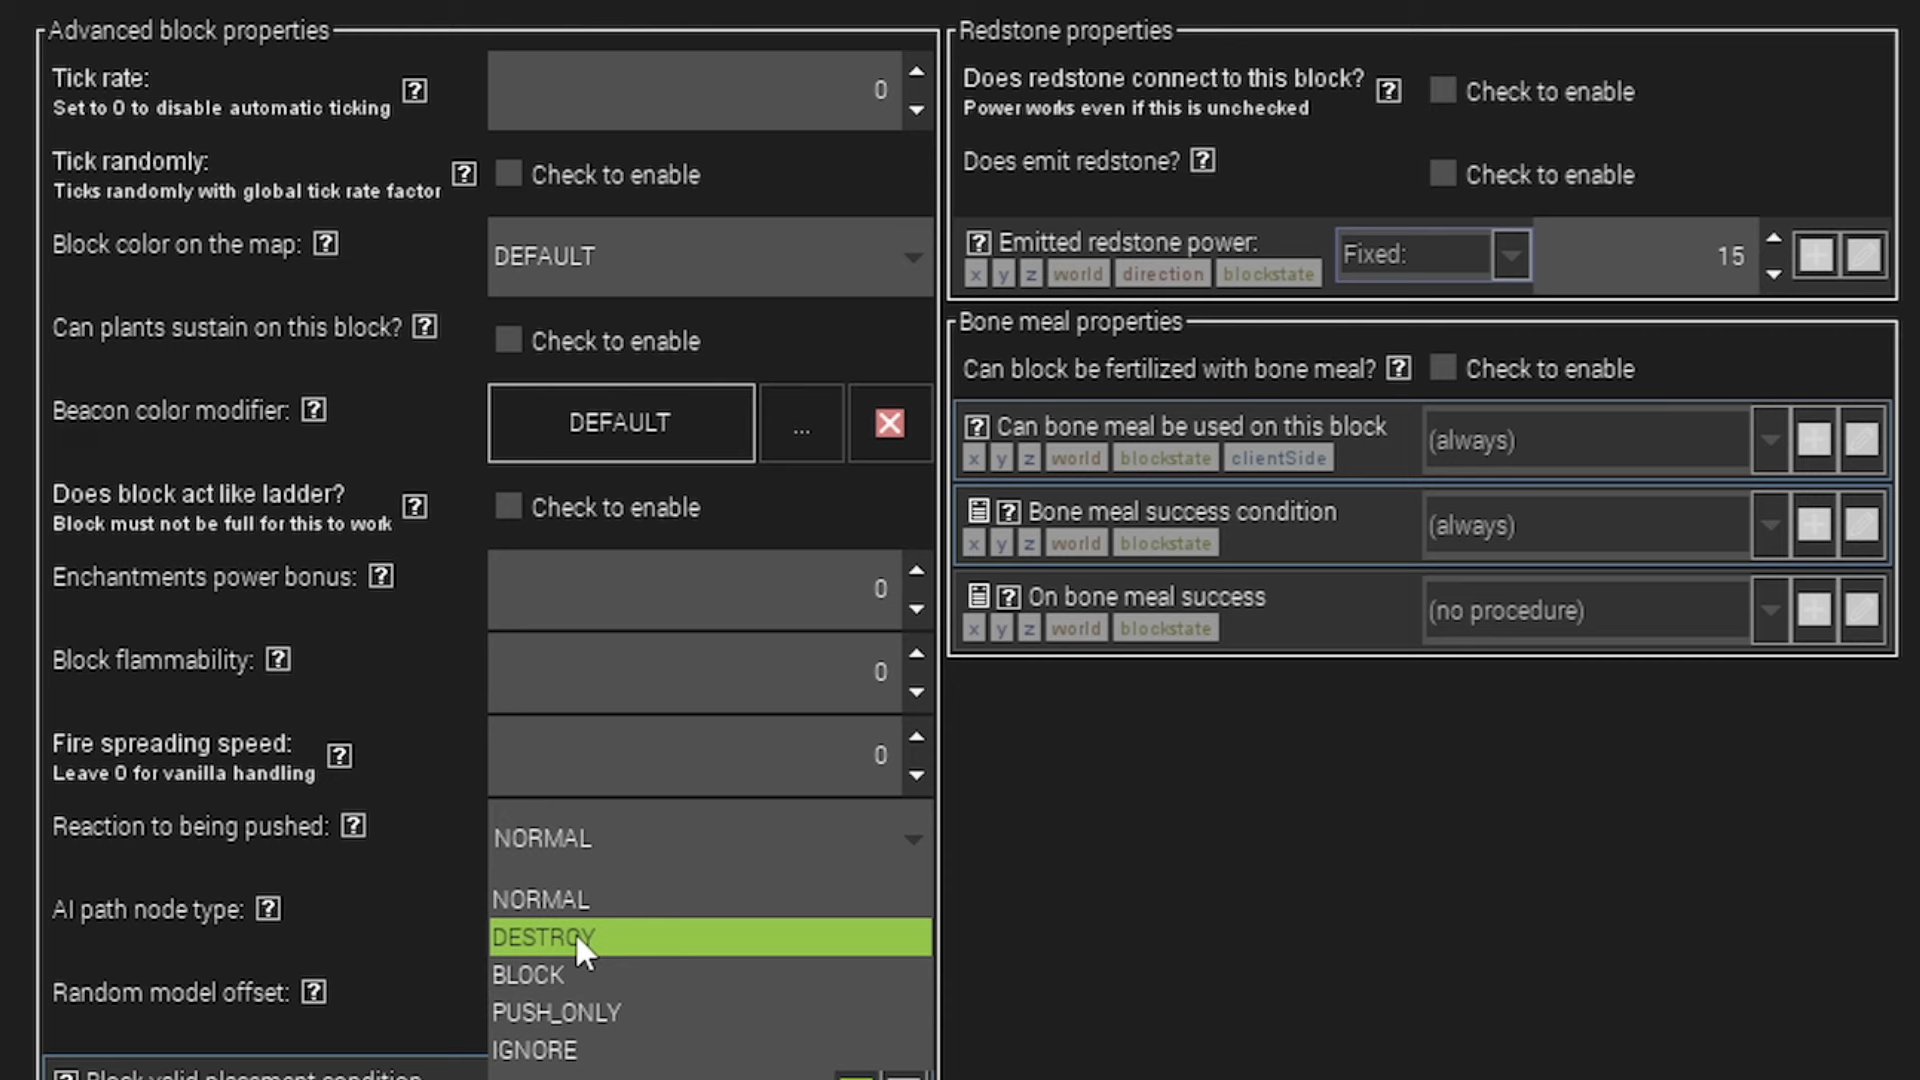 Advanced block properties
Tick rate:
Set to 0 to disable automatic ticking
0
Tick randomly:
Ticks randomly with global tick rate factor
Check to enable
Block color on the map:
DEFAULT
Can plants sustain on this block?
Check to enable
Beacon color modifier:
DEFAULT
...
Does block act like ladder?
Block must not be full for this to work
Check to enable
Enchantments power bonus:
0
Block flammability:
0
Fire spreading speed:
Leave 0 for vanilla handling
0
Reaction to being pushed:
NORMAL
NORMAL
AI path node type:
DESTROY
BLOCK
Random model offset:
PUSH_ONLY
IGNORE
Block valid placement condition
Redstone properties
Does redstone connect to this block?
Power works even if this is unchecked
Check to enable
Does emit redstone?
Check to enable
Emitted redstone power:
x y z world direction blockstate
Fixed:
15
Bone meal properties
Can block be fertilized with bone meal?
Check to enable
Can bone meal be used on this block
x y z world blockstate clientSide
(always)
Bone meal success condition
x y z world blockstate
(always)
On bone meal success
x y z world blockstate
(no procedure)